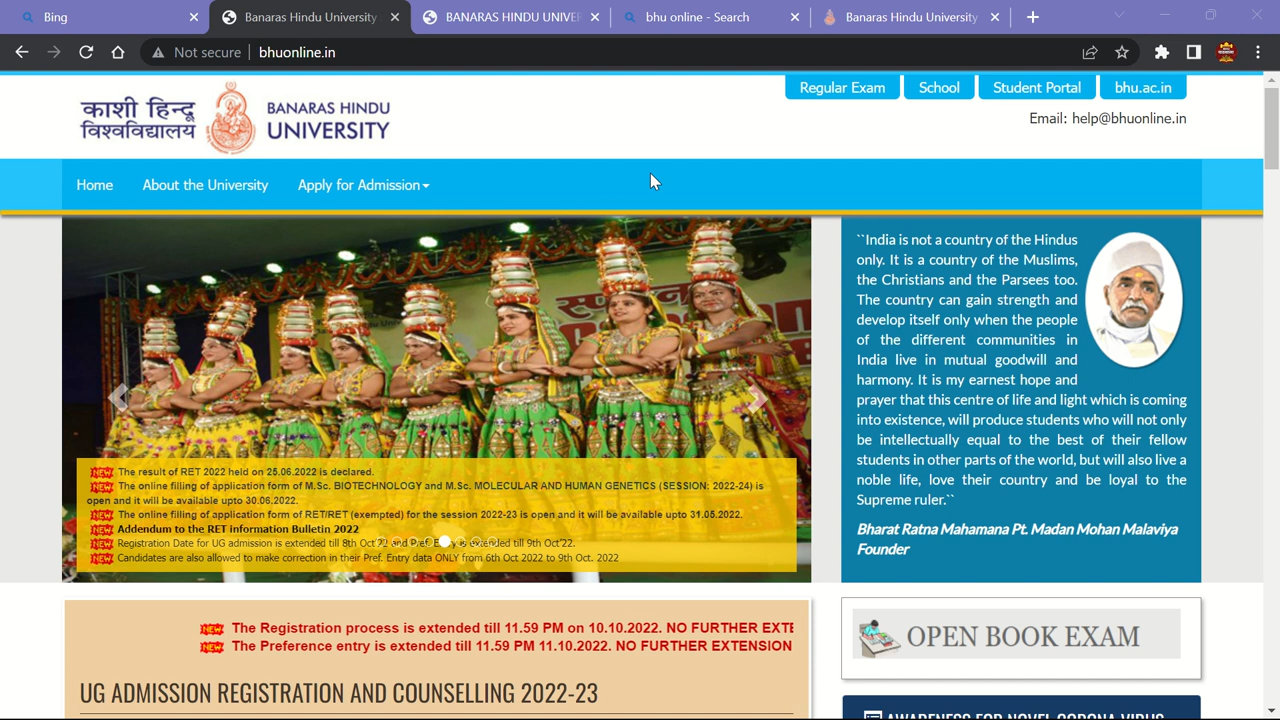 Bing
Banaras Hindu University
BANARAS HINDU UNIVER
bhu online - Search
Banaras Hindu University
Not secure
bhuonline.in
Regular Exam
School
Student Portal
bhu.ac.in
Email: help@bhuonline.in
काशी हिन्दू
विश्वविद्यालय
BANARAS HINDU
UNIVERSITY
Home
About the University
Apply for Admission
``India is not a country of the Hindus
only. It is a country of the Muslims,
the Christians and the Parsees too.
The country can gain strength and
develop itself only when the people
of the different communities in
India live in mutual goodwill and
harmony. It is my earnest hope and
prayer that this centre of life and light which is coming
into existence, will produce students who will not only
be intellectually equal to the best of their fellow
students in other parts of the world, but will also live a
noble life, love their country and be loyal to the
Supreme ruler.``
Bharat Ratna Mahamana Pt. Madan Mohan Malaviya
Founder
NEW The result of RET 2022 held on 25.06.2022 is declared.
NEW The online filling of application form of M.Sc. BIOTECHNOLOGY and M.Sc. MOLECULAR AND HUMAN GENETICS (SESSION: 2022-24) is
open and it will be available upto 30.06.2022.
NEW The online filling of application form of RET/RET (exempted) for the session 2022-23 is open and it will be available upto 31.05.2022.
NEW Addendum to the RET information Bulletin 2022
NEW Registration Date for UG admission is extended till 8th Oct'22 and Pref. Entry is extended till 9th Oct'22.
NEW Candidates are also allowed to make correction in their Pref. Entry data ONLY from 6th Oct 2022 to 9th Oct. 2022
NEW The Registration process is extended till 11.59 PM on 10.10.2022. NO FURTHER EXTE
NEW The Preference entry is extended till 11.59 PM 11.10.2022. NO FURTHER EXTENSION
UG ADMISSION REGISTRATION AND COUNSELLING 2022-23
OPEN BOOK EXAM
AWARENESS FOR NOVEL CORONA VIRUS